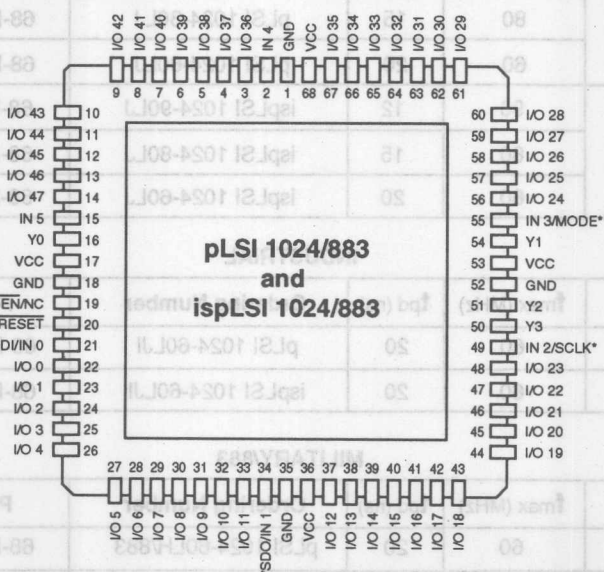 I/O 42
I/O 41
I/O 40
I/O 39
I/O 38
I/O 37
I/O 36
IN 4
GND
VCC
I/O 35
I/O 34
I/O 33
I/O 32
I/O 31
I/O 30
I/O 29
9 8 7 6 5 4 3 2 1 68 67 66 65 64 63 62 61
I/O 43 10
I/O 44 11
I/O 45 12
I/O 46 13
I/O 47 14
IN 5 15
Y0 16
VCC 17
GND 18
19
RESET 20
DI/IN 0 21
I/O 0 22
I/O 1 23
I/O 2 24
I/O 3 25
I/O 4 26
pLSI 1024/883
and
ispLSI 1024/883
60 I/O 28
59 I/O 27
58 I/O 26
57 I/O 25
56 I/O 24
55 IN 3/MODE*
54 Y1
53 VCC
52 GND
51 Y2
50 Y3
49 IN 2/SCLK*
48 I/O 23
47 I/O 22
46 I/O 21
45 I/O 20
44 I/O 19
27 28 29 30 31 32 33 34 35 36 37 38 39 40 41 42 43
I/O 5
I/O 6
I/O 7
I/O 8
I/O 9
I/O 10
I/O 11
*SDO/IN 1
GND
VCC
I/O 12
I/O 13
I/O 14
I/O 15
I/O 16
I/O 17
I/O 18